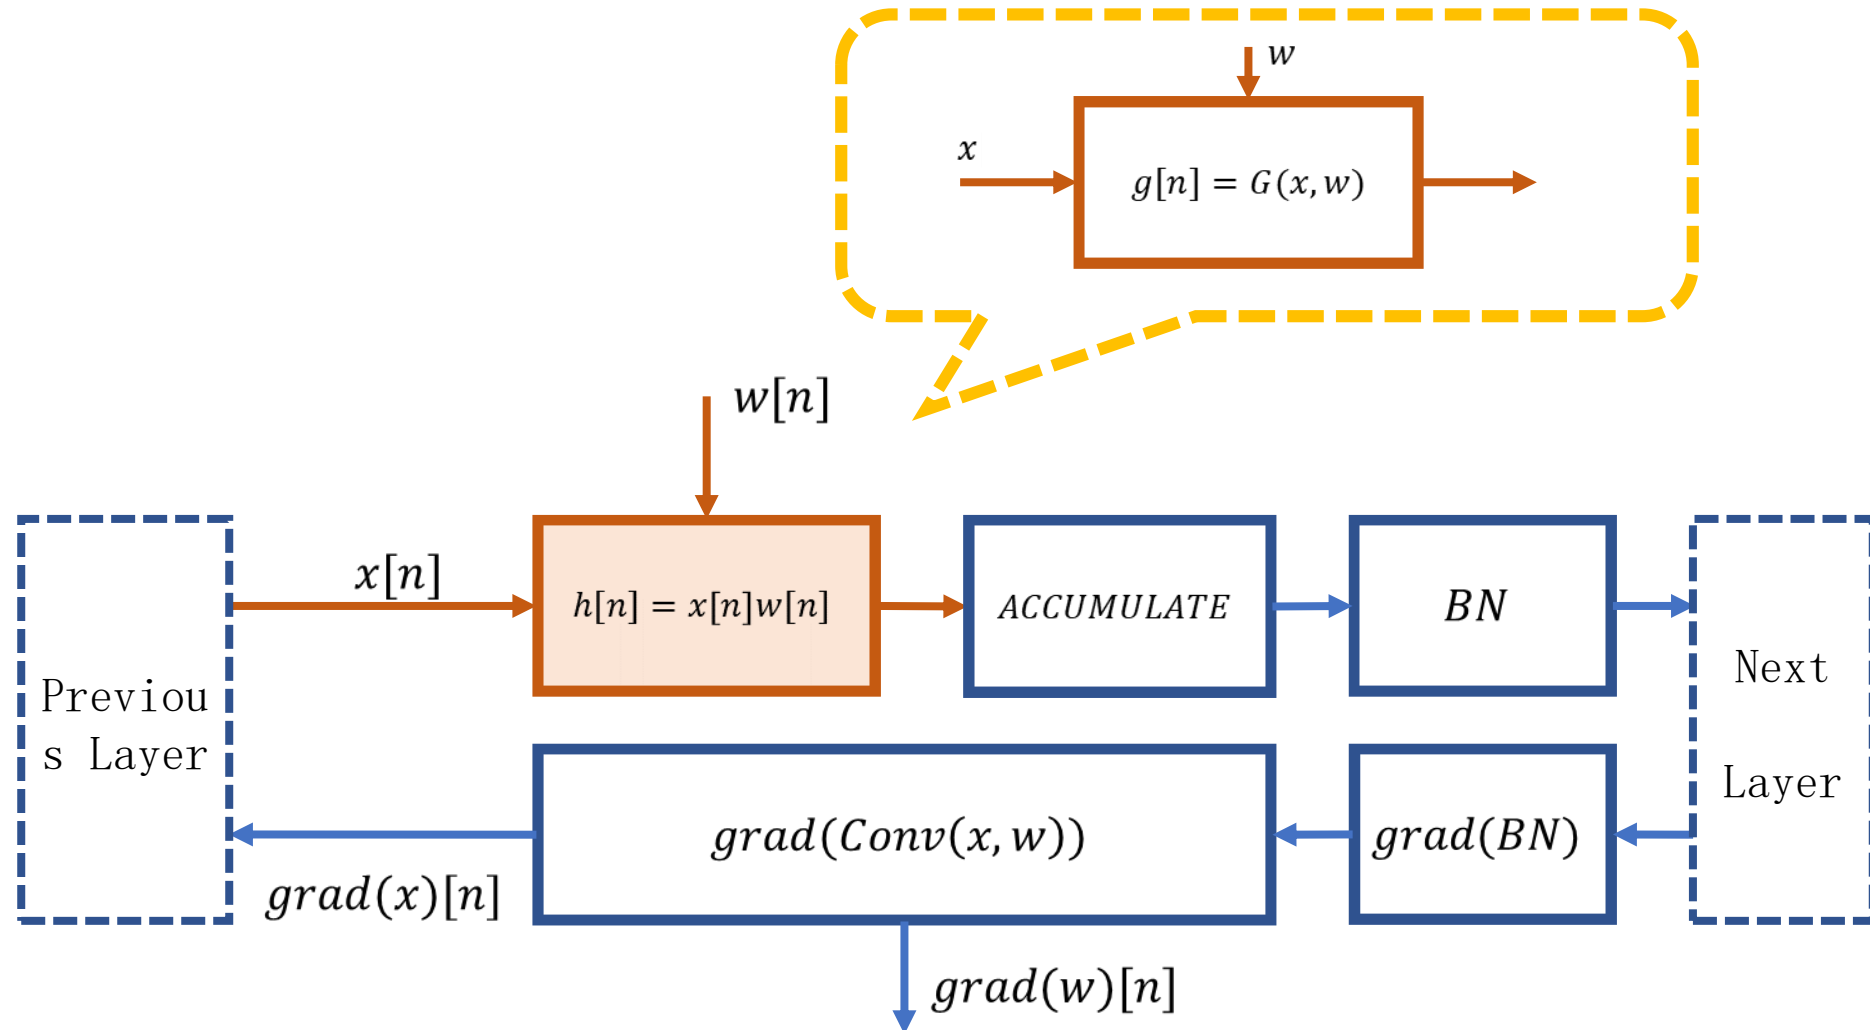 w
x
g[n] = G(x, w)
w[n]
x[n]
h[n] = x[n]w[n]
ACCUMULATE
BN
Previou
s Layer
Next
Layer
grad(Conv(x, w))
grad(BN)
grad(x)[n]
grad(w)[n]